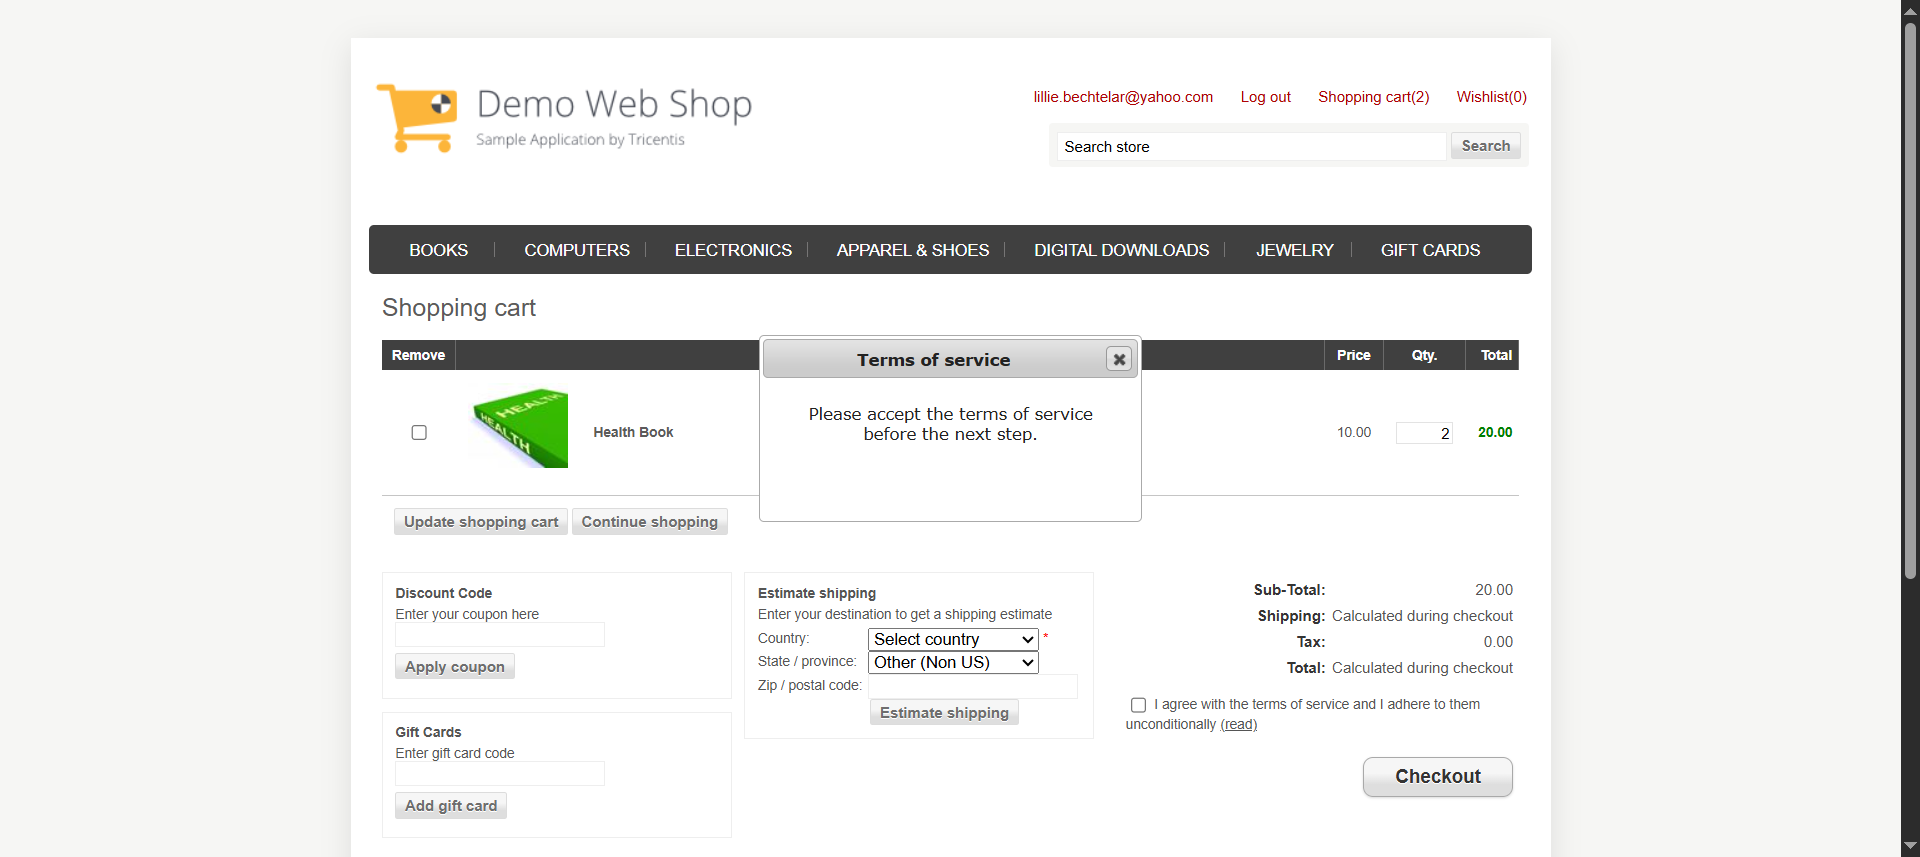 Demo Web Shop
Sample Application by Tricentis
lillie.bechtelar@yahoo.com Log out Shopping cart(2) Wishlist(0)
Search store Search
BOOKS COMPUTERS ELECTRONICS APPAREL & SHOES DIGITAL DOWNLOADS JEWELRY GIFT CARDS
Shopping cart
Remove Price Qty. Total
Terms of service
Please accept the terms of service
before the next step.
HEALTH
HEALTH
Health Book 10.00 2 20.00
Update shopping cart Continue shopping
Discount Code
Enter your coupon here
Apply coupon
Gift Cards
Enter gift card code
Add gift card
Estimate shipping
Enter your destination to get a shipping estimate
Country: Select country *
State / province: Other (Non US)
Zip / postal code:
Estimate shipping
Sub-Total: 20.00
Shipping: Calculated during checkout
Tax: 0.00
Total: Calculated during checkout
I agree with the terms of service and I adhere to them
unconditionally (read)
Checkout